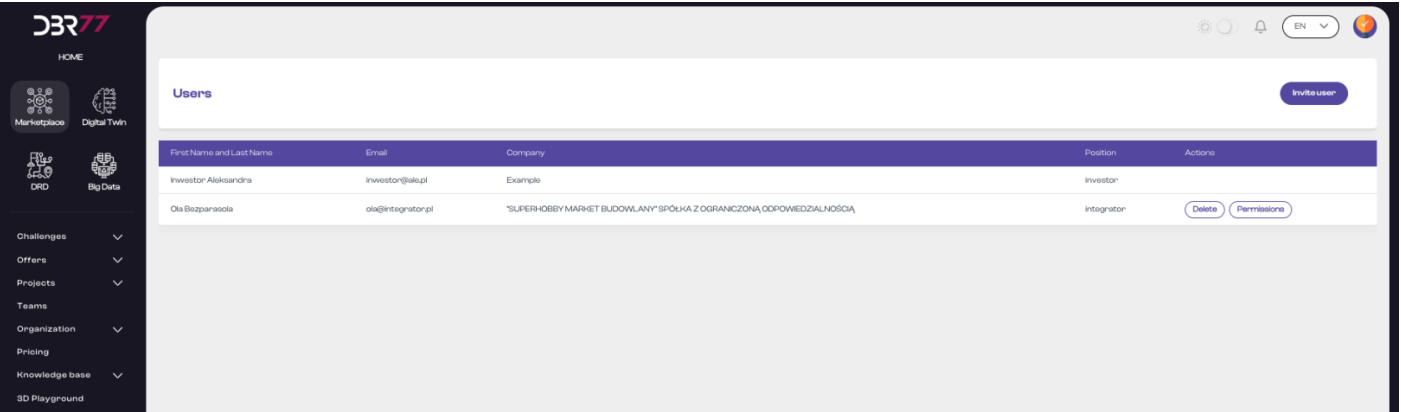 DBR77
HOME
EN
Marketplace
Digital Twin
DRD
Big Data
Challenges
Offers
Projects
Teams
Organization
Pricing
Knowledge base
3D Playground
Users
Invite user
First Name and Last Name Email Company Position Actions
Inwestor Aleksandra inwestor@ale.pl Example investor
Ola Bezparasola ola@integrator.pl "SUPERHOBBY MARKET BUDOWLANY" SPÓŁKA Z OGRANICZONĄ ODPOWIEDZIALNOŚCIĄ integrator Delete Permissions